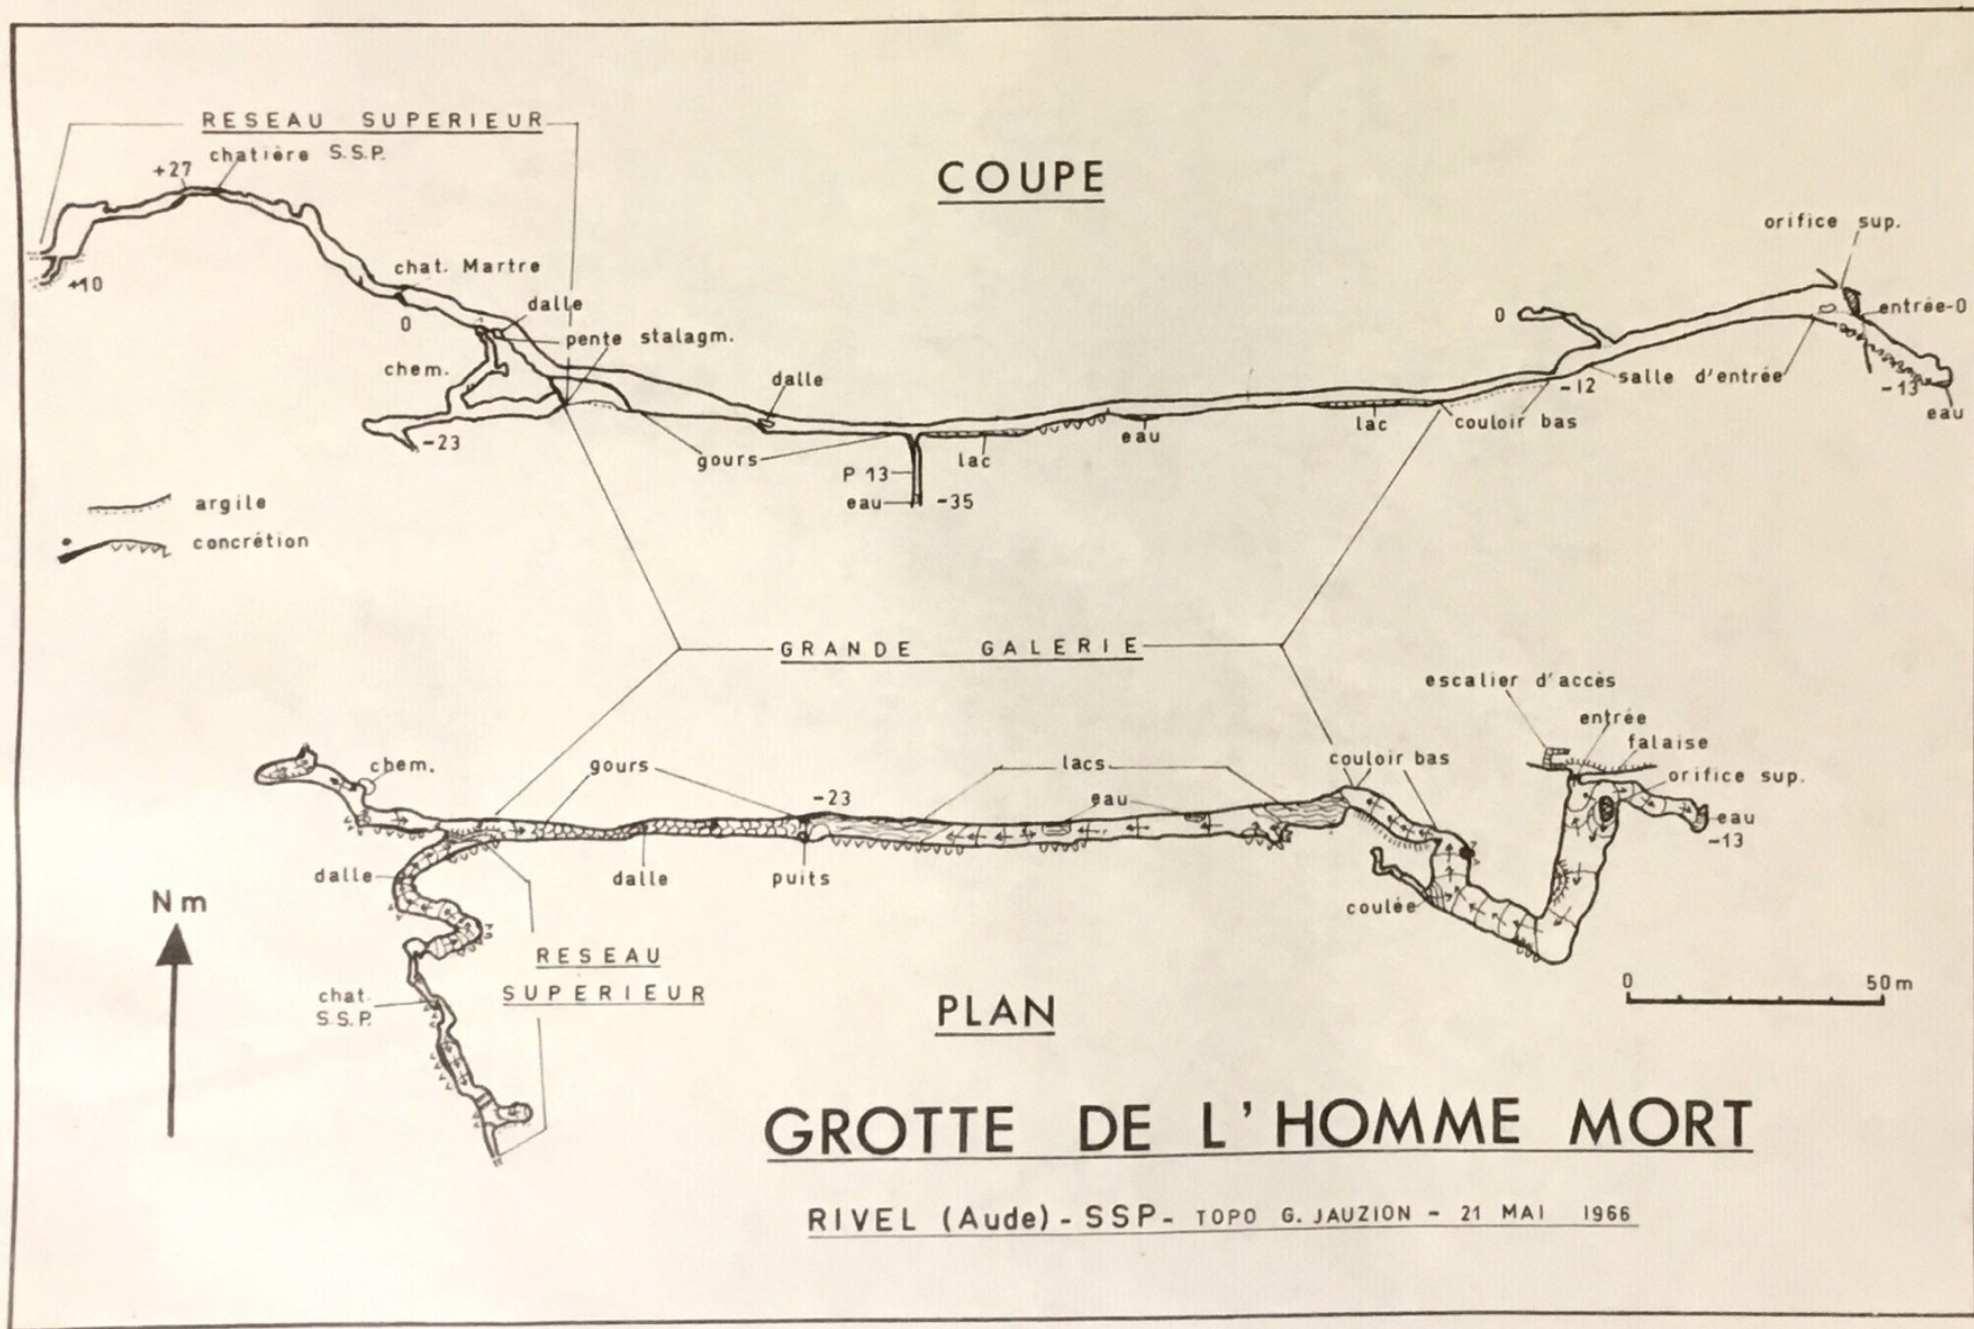 RESEAU SUPERIEUR
chatière S.S.P.
+27
+10
COUPE
orifice sup.
chat. Martre
0
dalle
pente stalagm.
chem.
-23
dalle
gours
P 13
eau
-35
lac
eau
lac
couloir bas
-12
0
salle d'entrée
entrée-0
-13
eau
argile
concrétion
GRANDE GALERIE
escalier d'accès
entrée
falaise
orifice sup.
eau
-13
chem.
gours
-23
lacs
eau
couloir bas
dalle
dalle
puits
coulée
Nm
RESEAU
SUPERIEUR
chat.
S.S.P.
0 50m
PLAN
GROTTE DE L'HOMME MORT
RIVEL (Aude) - SSP - TOPO G. JAUZION - 21 MAI 1966